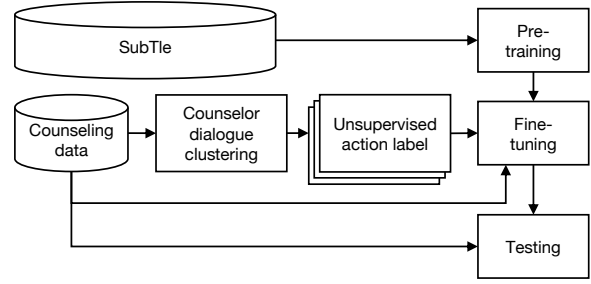 SubTle
Pre-
training
Counseling
data
Counselor
dialogue
clustering
Unsupervised
action label
Fine-
tuning
Testing